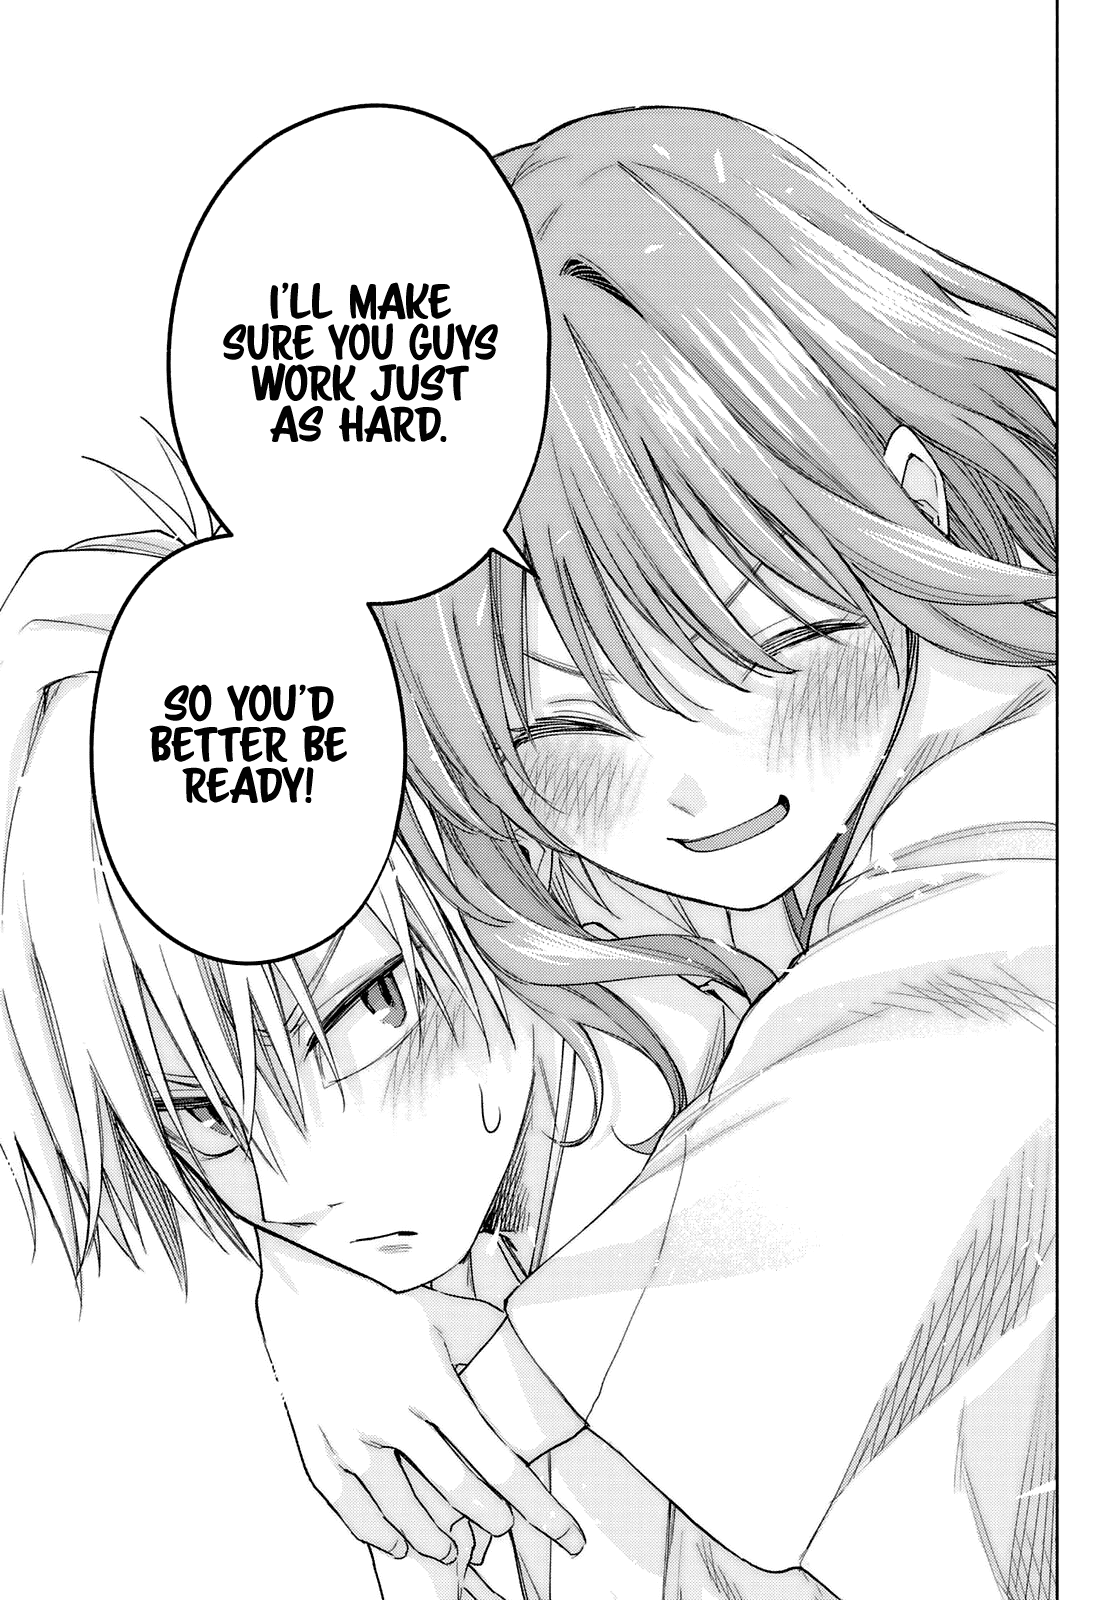 I'LL MAKE
SURE YOU GUYS
WORK JUST
AS HARD.
SO YOU'D
BETTER BE
READY!